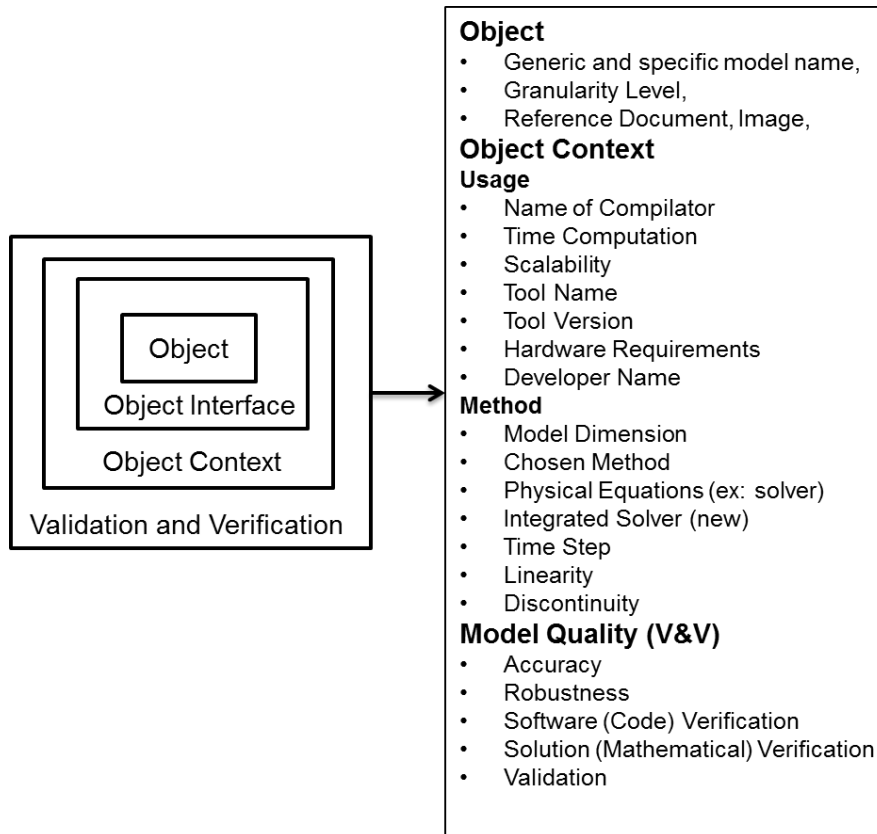 Object
Object Interface
Object Context
Validation and Verification
Object
• Generic and specific model name,
• Granularity Level,
• Reference Document, Image,
Object Context
Usage
• Name of Compilator
• Time Computation
• Scalability
• Tool Name
• Tool Version
• Hardware Requirements
• Developer Name
Method
• Model Dimension
• Chosen Method
• Physical Equations (ex: solver)
• Integrated Solver (new)
• Time Step
• Linearity
• Discontinuity
Model Quality (V&V)
• Accuracy
• Robustness
• Software (Code) Verification
• Solution (Mathematical) Verification
• Validation